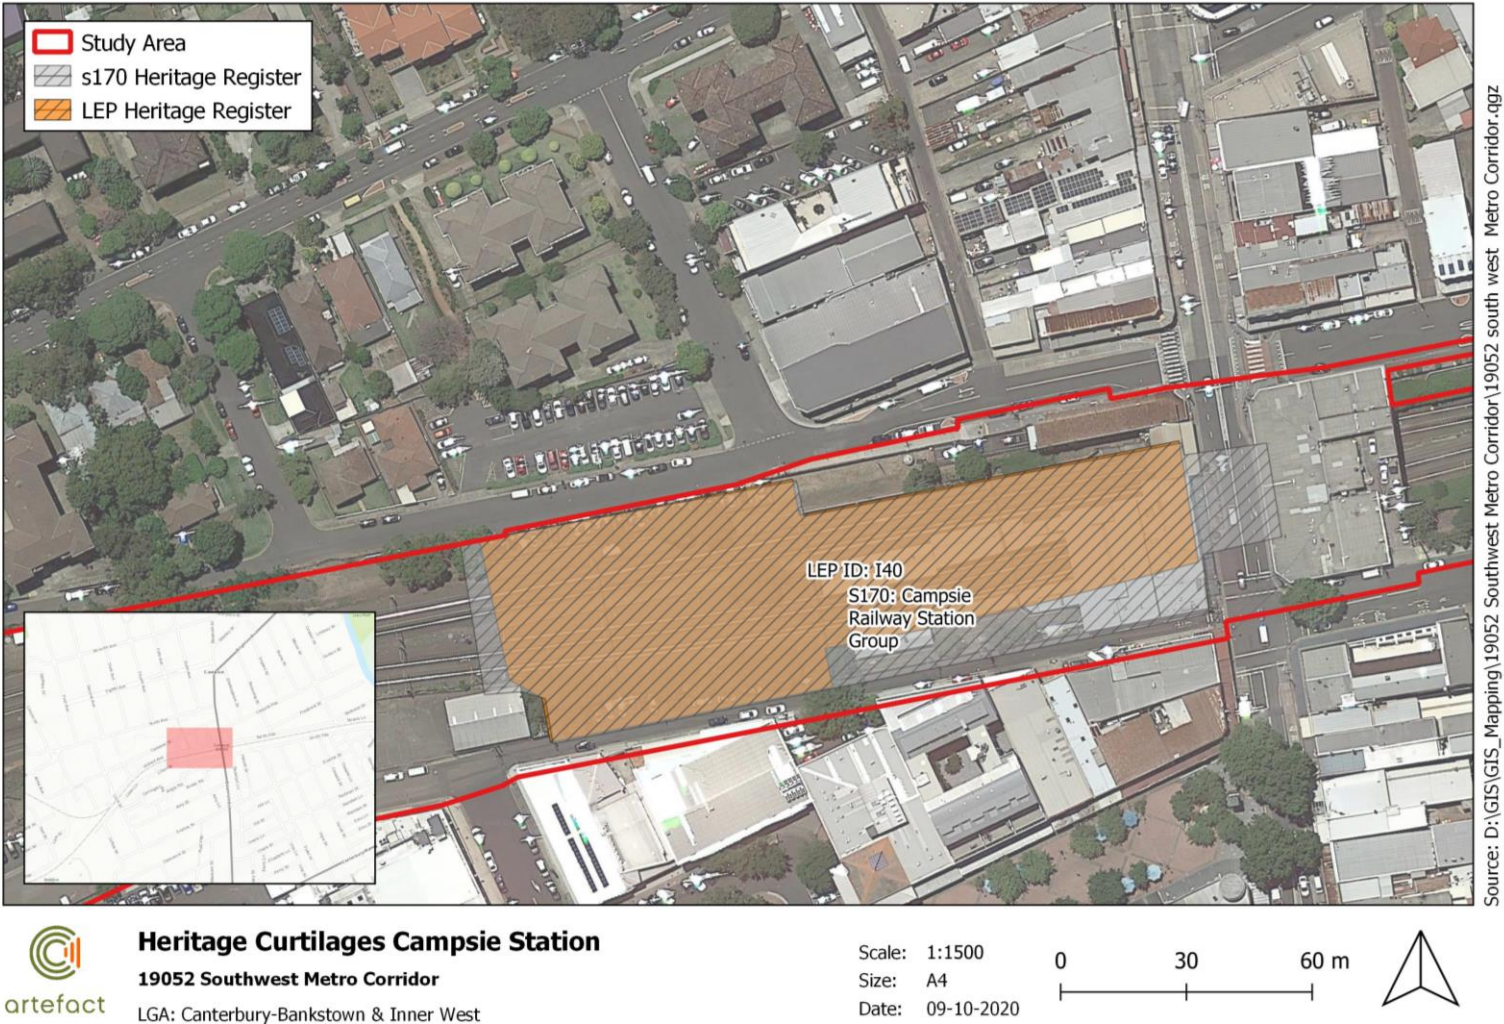 Study Area
s170 Heritage Register
LEP Heritage Register
LEP ID: I40
S170: Campsie
Railway Station
Group
Source: D:\GIS\GIS_Mapping\19052 Southwest Metro Corridor\19052 south west  Metro Corridor.qgz
artefact
Heritage Curtilages Campsie Station
19052 Southwest Metro Corridor
LGA: Canterbury-Bankstown & Inner West
Scale: 1:1500
Size: A4
Date: 09-10-2020
0 30 60 m